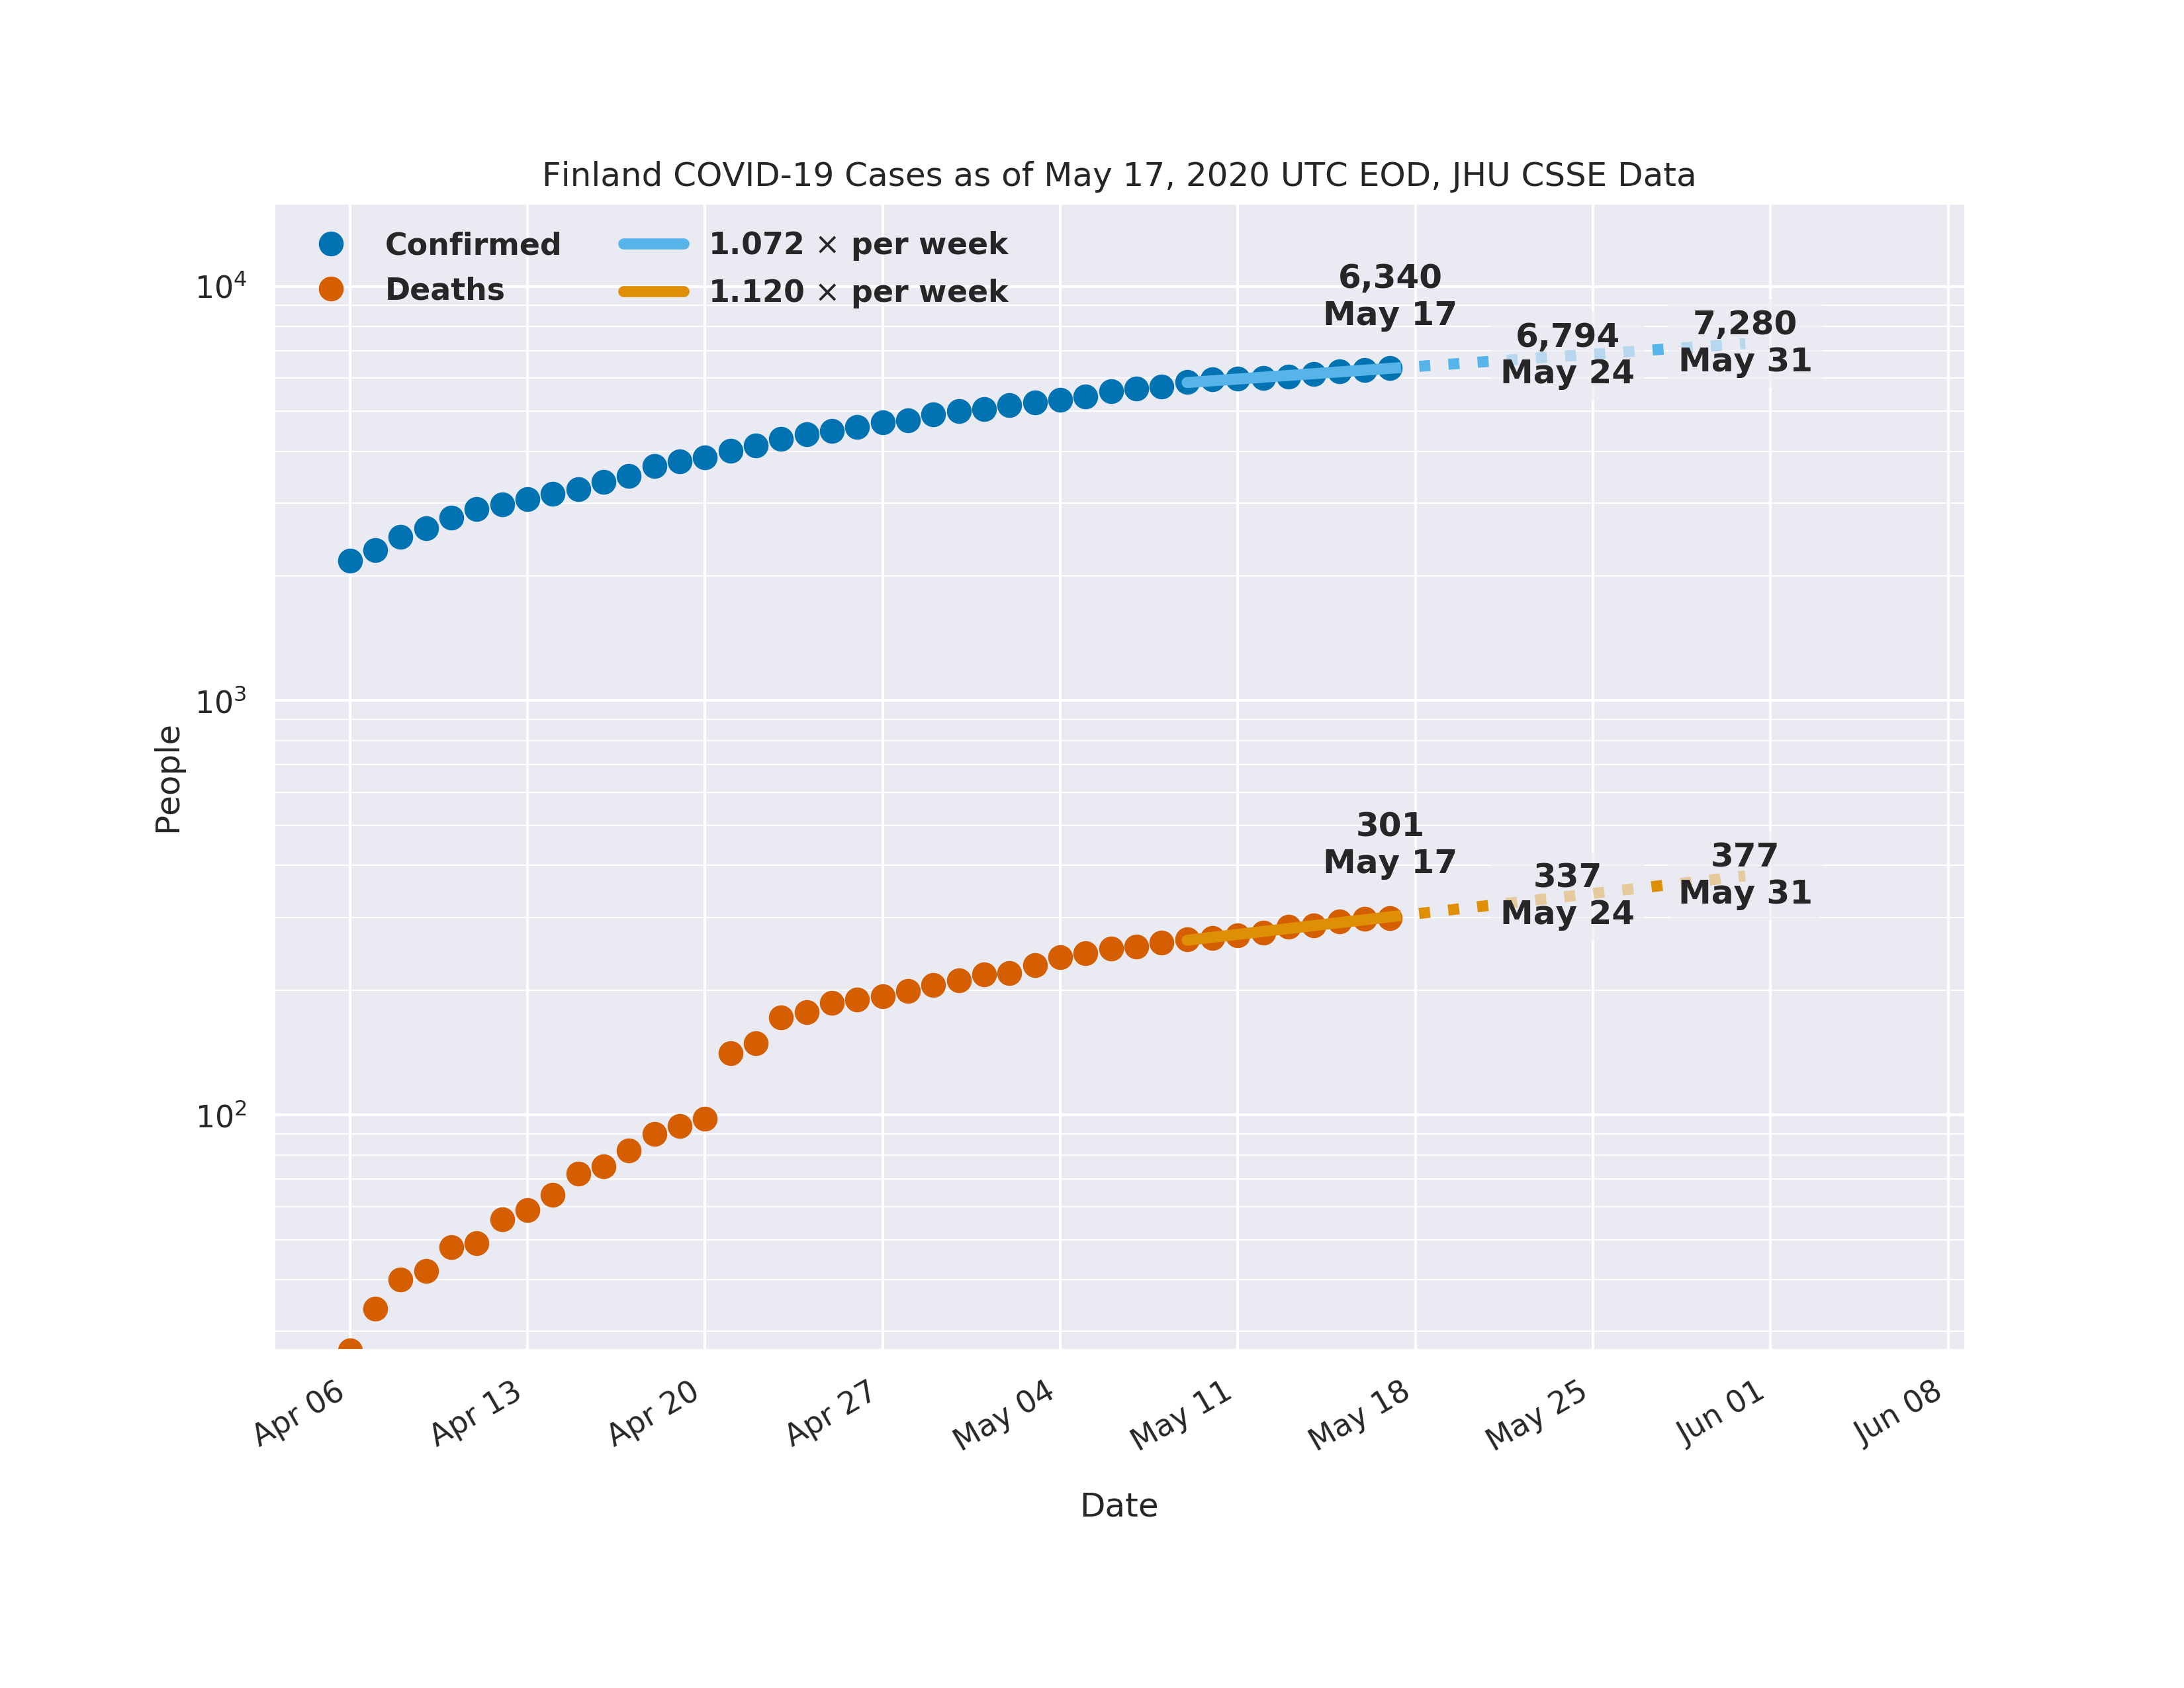 Finland COVID-19 Cases as of May 17, 2020 UTC EOD, JHU CSSE Data
Confirmed
Deaths
1.072 × per week
1.120 × per week
6,340
May 17
6,794
May 24
7,280
May 31
301
May 17
337
May 24
377
May 31
10⁴
10³
10²
People
Apr 06
Apr 13
Apr 20
Apr 27
May 04
May 11
May 18
May 25
Jun 01
Jun 08
Date